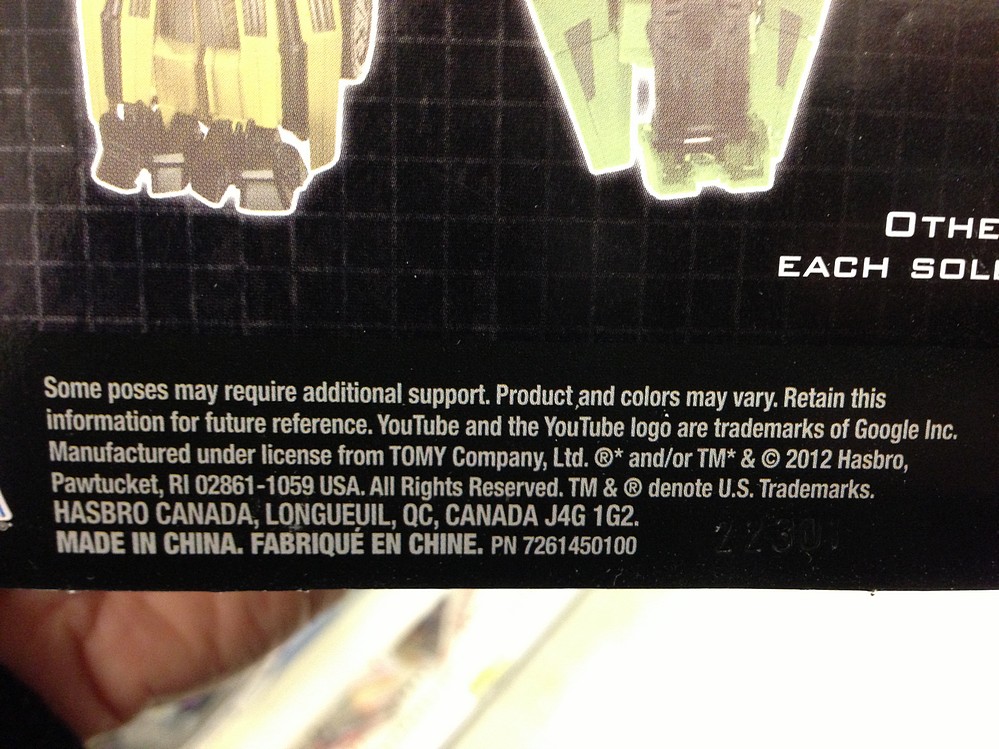 OTHE
EACH SOL
Some poses may require additional support. Product and colors may vary. Retain this
information for future reference. YouTube and the YouTube logo are trademarks of Google Inc.
Manufactured under license from TOMY Company, Ltd. ®* and/or TM* & © 2012 Hasbro,
Pawtucket, RI 02861-1059 USA. All Rights Reserved. TM & ® denote U.S. Trademarks.
HASBRO CANADA, LONGUEUIL, QC, CANADA J4G 1G2.
MADE IN CHINA. FABRIQUÉ EN CHINE. PN 7261450100